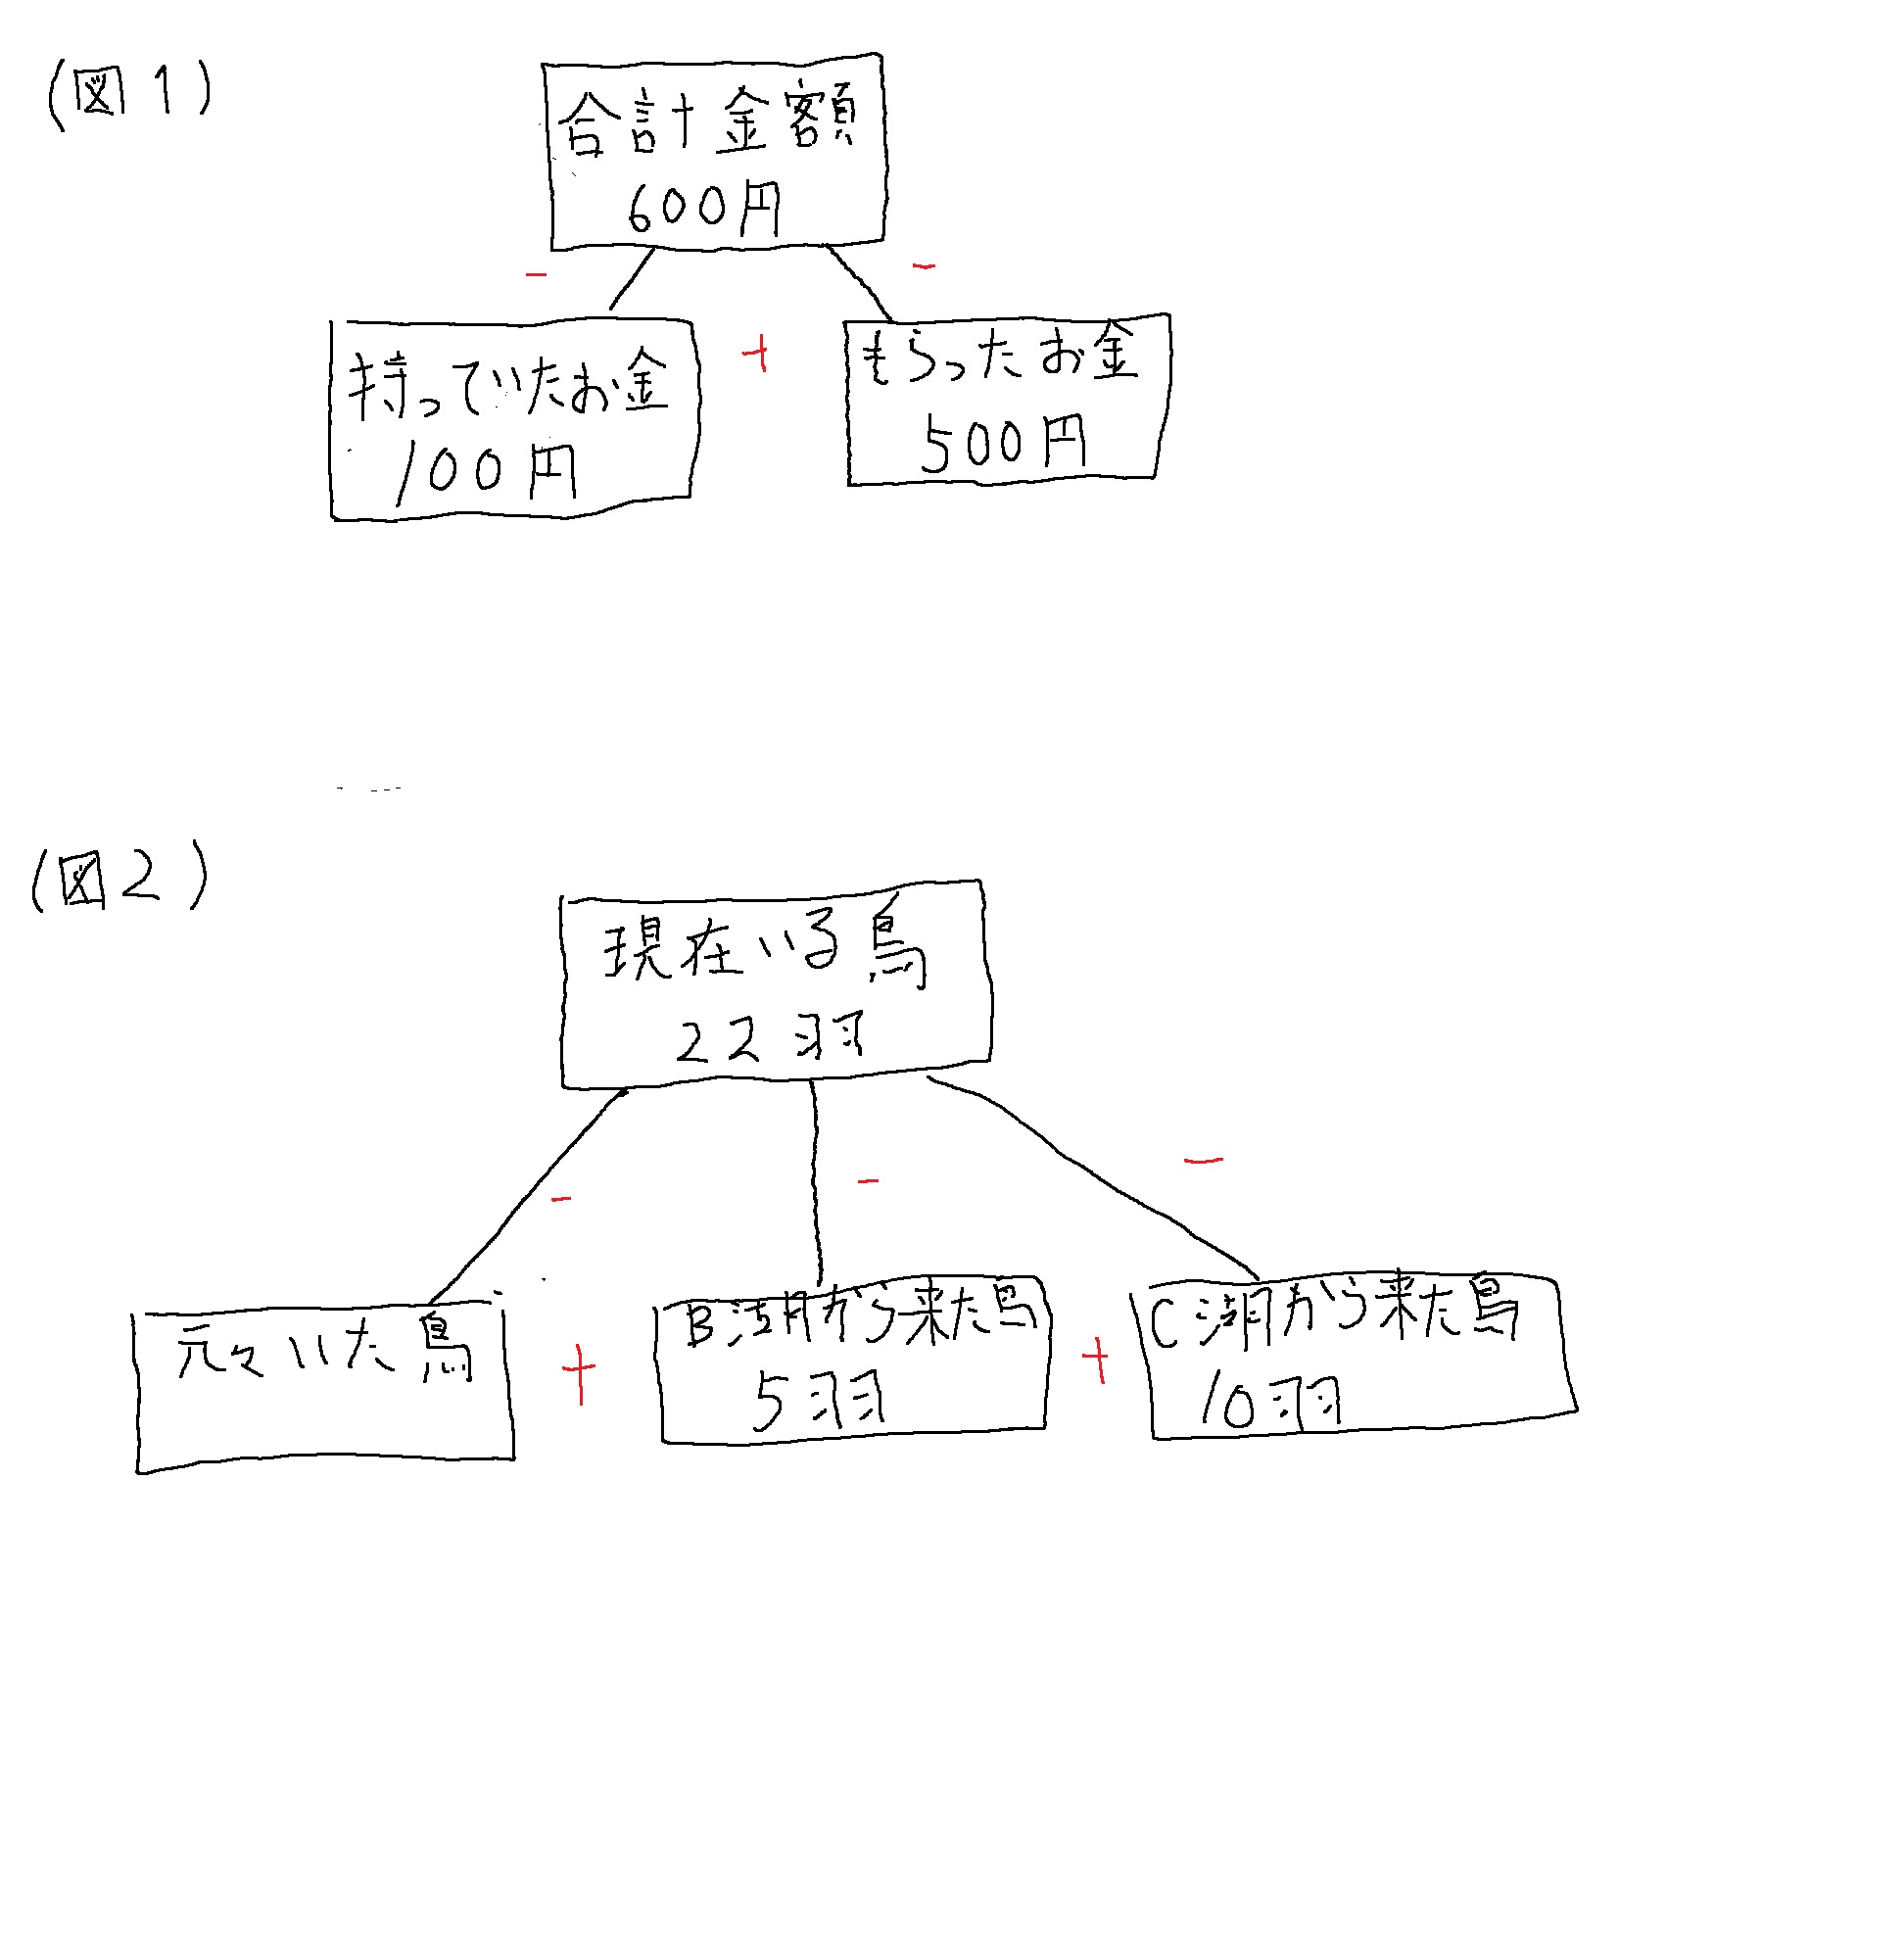 (図1)
合計金額
600円
-
-
持っていたお金
100円
+
もらったお金
500円
(図2)
現在いる鳥
22羽
-
-
-
元々いた鳥
+
B湖から来た鳥
5羽
+
C湖から来た鳥
10羽